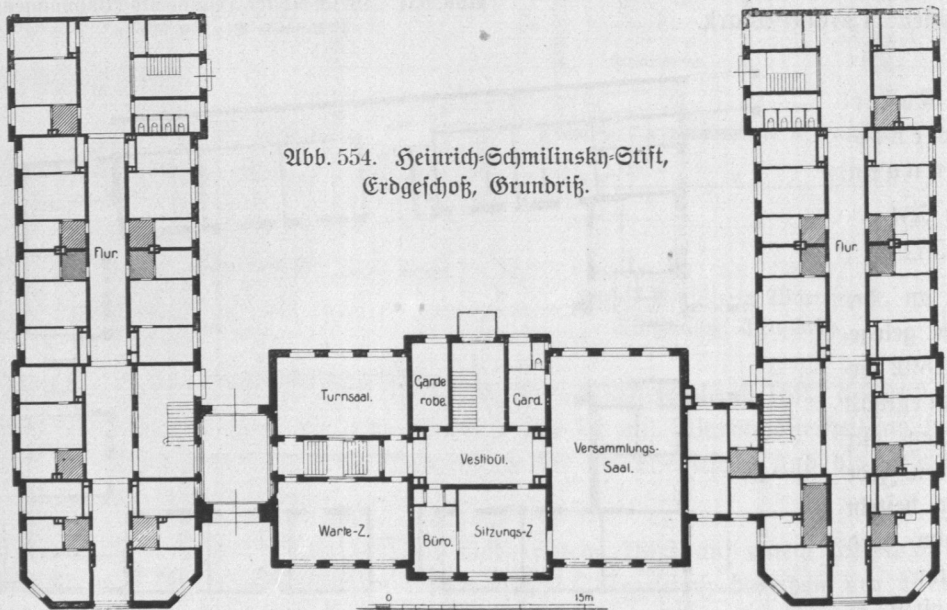 Abb. 554. Heinrich-Schmilinsky-Stift,
Erdgeschoß, Grundriß.
Flur.
Flur.
Turnsaal.
Garde
robe.
Gard.
Vestibül.
Versammlungs-
Saal.
Warte-Z.
Büro.
Sitzungs-Z
0 15m